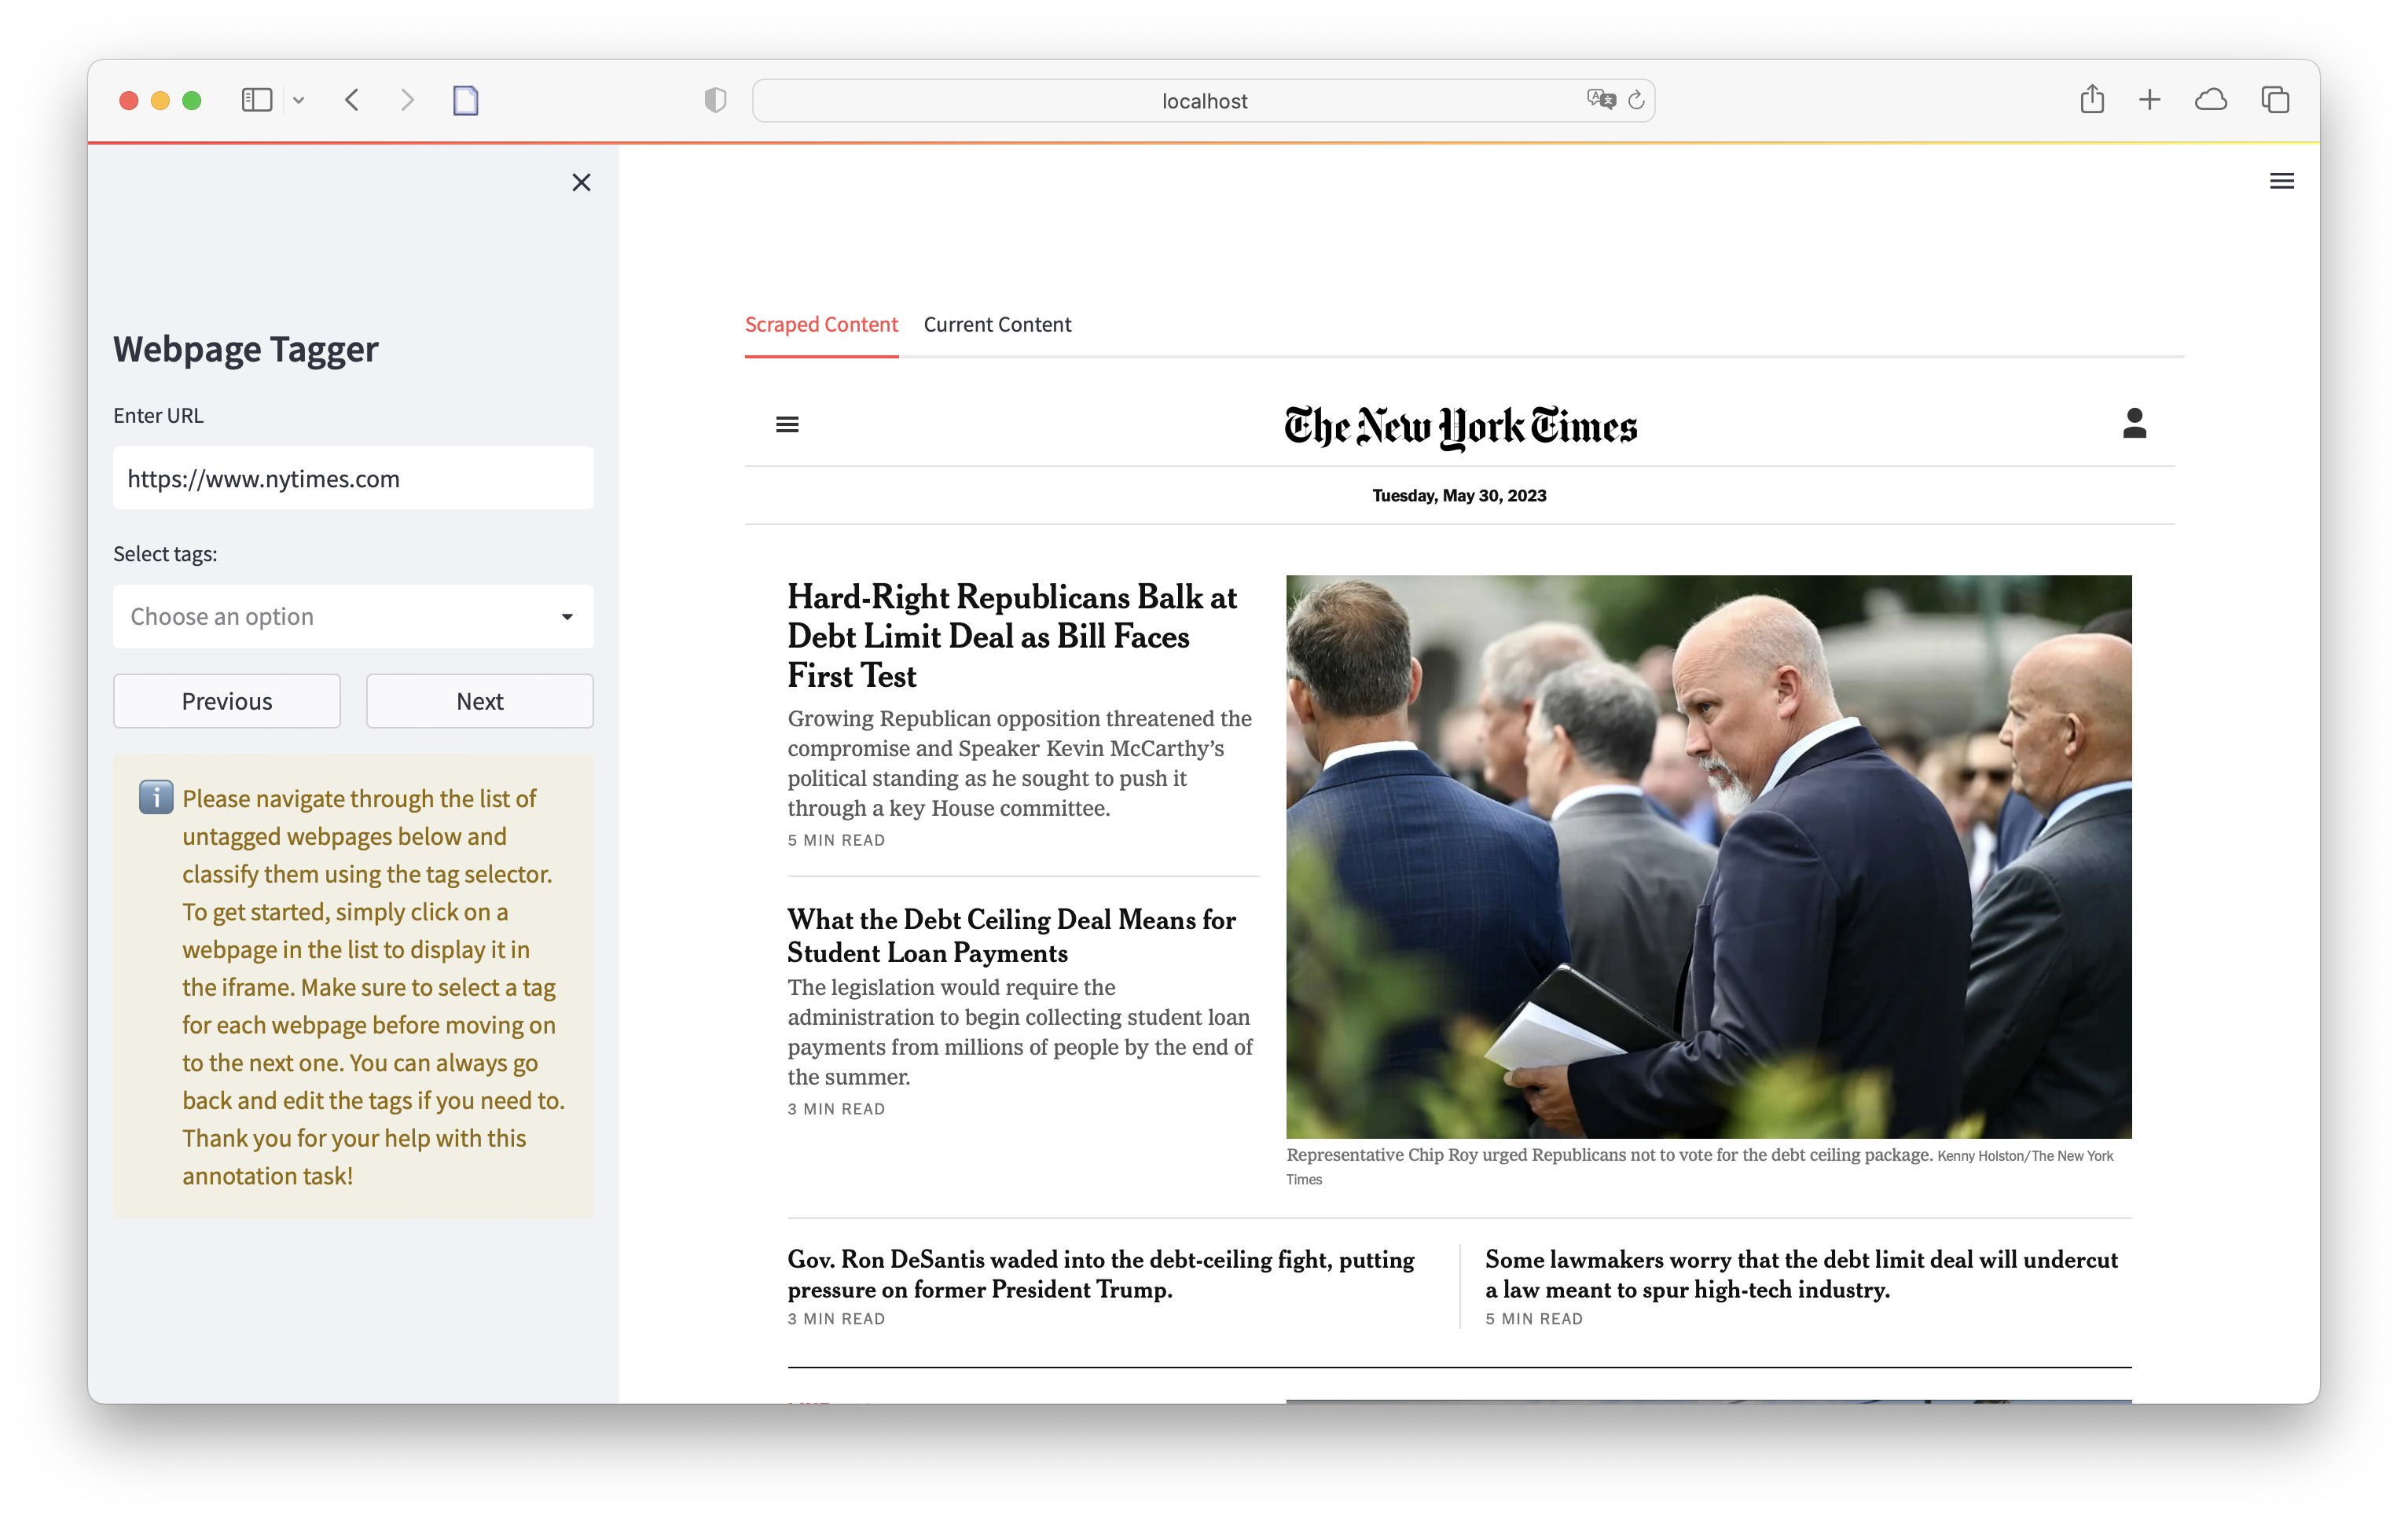 localhost
Webpage Tagger
Enter URL
https://www.nytimes.com
Select tags:
Choose an option
Previous
Next
Please navigate through the list of
untagged webpages below and
classify them using the tag selector.
To get started, simply click on a
webpage in the list to display it in
the iframe. Make sure to select a tag
for each webpage before moving on
to the next one. You can always go
back and edit the tags if you need to.
Thank you for your help with this
annotation task!
Scraped Content
Current Content
The New York Times
Tuesday, May 30, 2023
Hard-Right Republicans Balk at
Debt Limit Deal as Bill Faces
First Test
Growing Republican opposition threatened the
compromise and Speaker Kevin McCarthy’s
political standing as he sought to push it
through a key House committee.
5 MIN READ
What the Debt Ceiling Deal Means for
Student Loan Payments
The legislation would require the
administration to begin collecting student loan
payments from millions of people by the end of
the summer.
3 MIN READ
Representative Chip Roy urged Republicans not to vote for the debt ceiling package. Kenny Holston/The New York
Times
Gov. Ron DeSantis waded into the debt-ceiling fight, putting
pressure on former President Trump.
3 MIN READ
Some lawmakers worry that the debt limit deal will undercut
a law meant to spur high-tech industry.
5 MIN READ